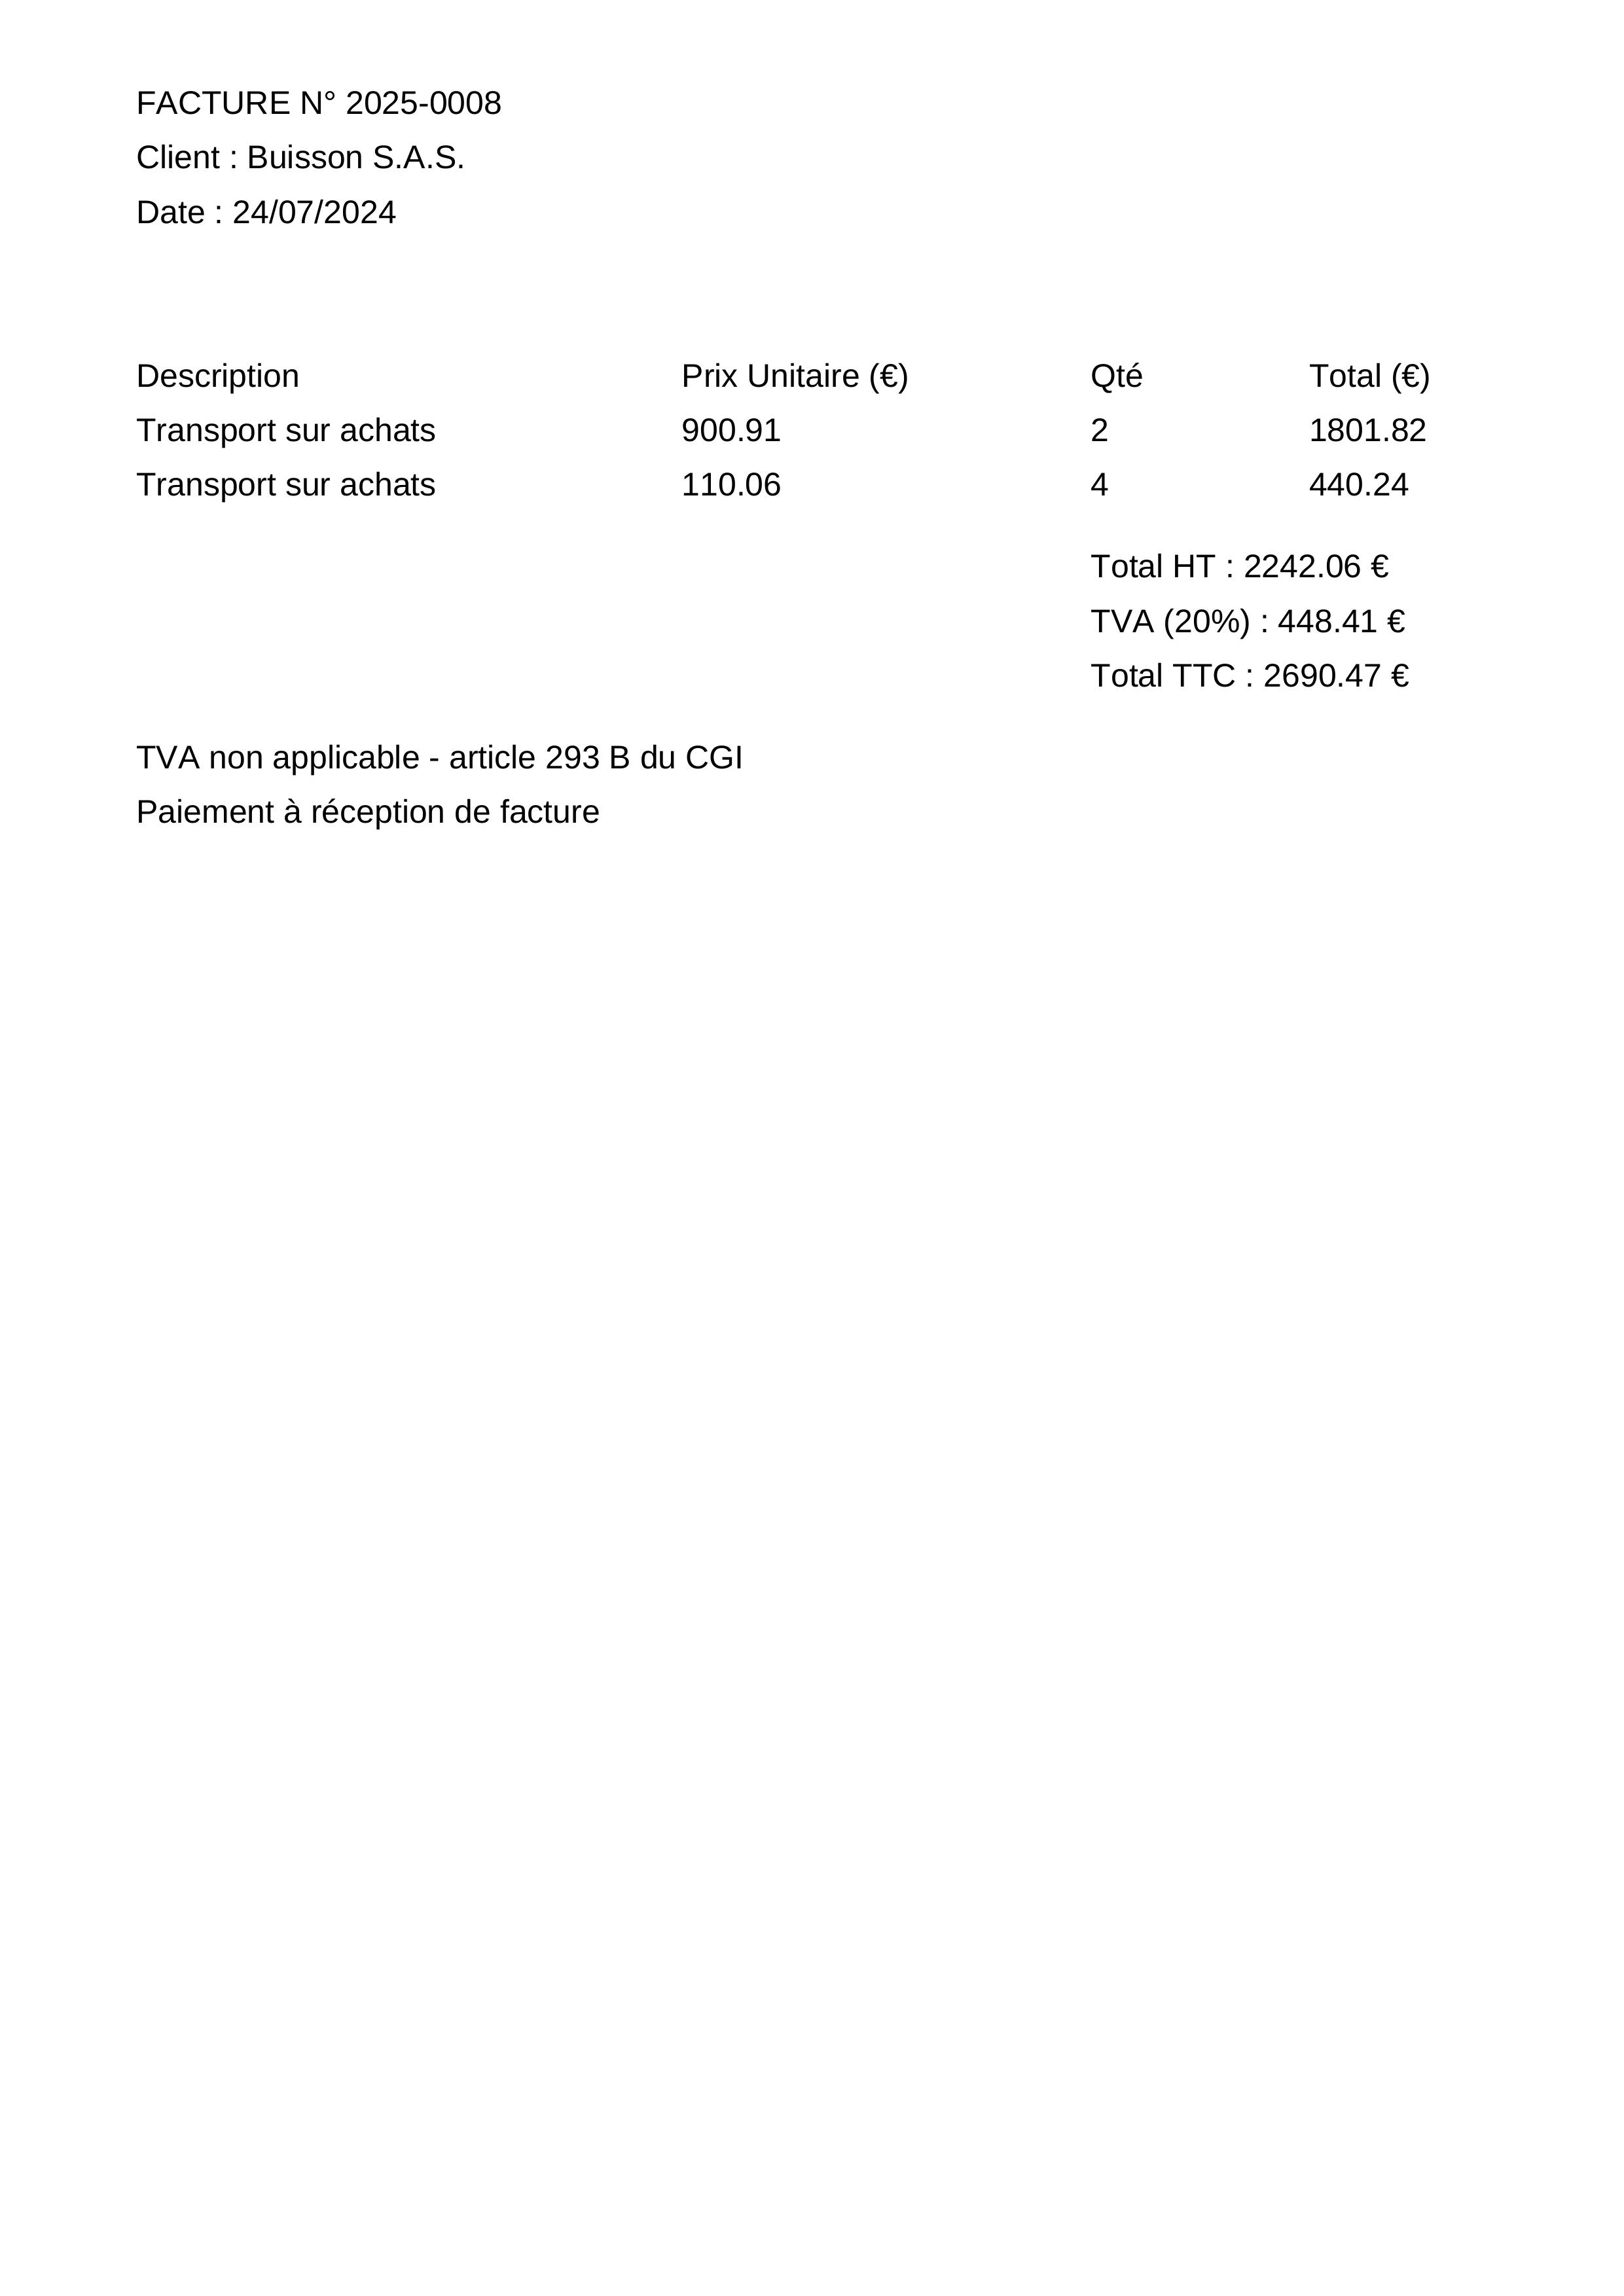 FACTURE N° 2025-0008
Client : Buisson S.A.S.
Date : 24/07/2024
Description Prix Unitaire (€) Qté Total (€)
Transport sur achats 900.91 2 1801.82
Transport sur achats 110.06 4 440.24
Total HT : 2242.06 €
TVA (20%) : 448.41 €
Total TTC : 2690.47 €
TVA non applicable - article 293 B du CGI
Paiement à réception de facture